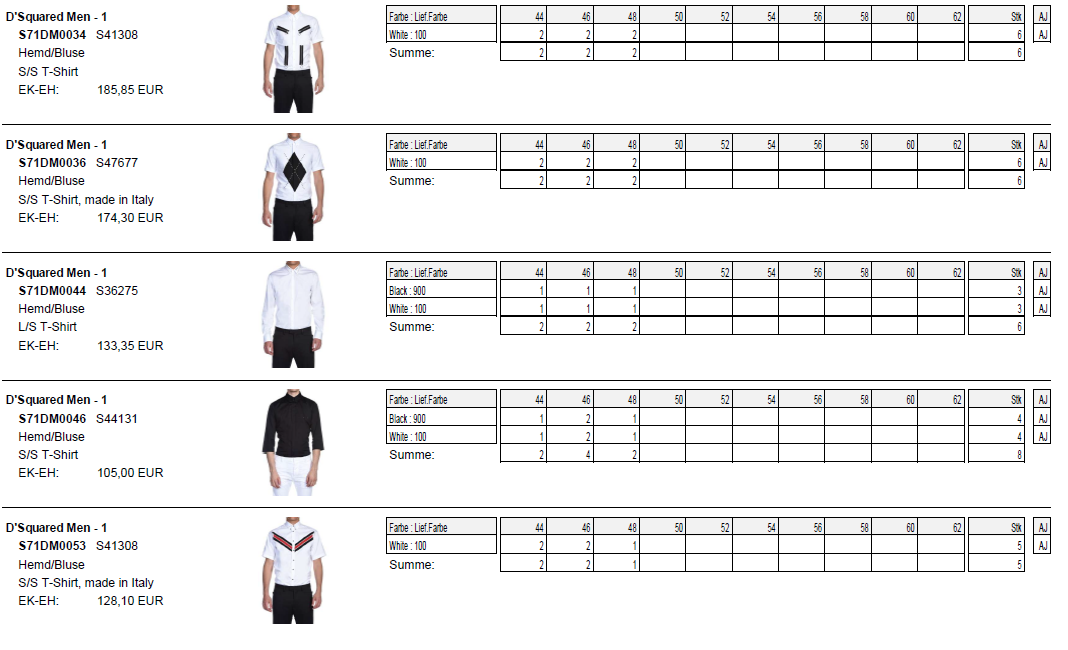 D'Squared Men - 1
S71DM0034 S41308
Hemd/Bluse
S/S T-Shirt
EK-EH: 185,85 EUR
Farbe : Lief.Farbe 44 46 48 50 52 54 56 58 60 62 Stk AJ
White : 100 2 2 2 6 AJ
Summe: 2 2 2 6
D'Squared Men - 1
S71DM0036 S47677
Hemd/Bluse
S/S T-Shirt, made in Italy
EK-EH: 174,30 EUR
Farbe : Lief.Farbe 44 46 48 50 52 54 56 58 60 62 Stk AJ
White : 100 2 2 2 6 AJ
Summe: 2 2 2 6
D'Squared Men - 1
S71DM0044 S36275
Hemd/Bluse
L/S T-Shirt
EK-EH: 133,35 EUR
Farbe : Lief.Farbe 44 46 48 50 52 54 56 58 60 62 Stk AJ
Black : 900 1 1 1 3 AJ
White : 100 1 1 1 3 AJ
Summe: 2 2 2 6
D'Squared Men - 1
S71DM0046 S44131
Hemd/Bluse
S/S T-Shirt
EK-EH: 105,00 EUR
Farbe : Lief.Farbe 44 46 48 50 52 54 56 58 60 62 Stk AJ
Black : 900 1 2 1 4 AJ
White : 100 1 2 1 4 AJ
Summe: 2 4 2 8
D'Squared Men - 1
S71DM0053 S41308
Hemd/Bluse
S/S T-Shirt, made in Italy
EK-EH: 128,10 EUR
Farbe : Lief.Farbe 44 46 48 50 52 54 56 58 60 62 Stk AJ
White : 100 2 2 1 5 AJ
Summe: 2 2 1 5